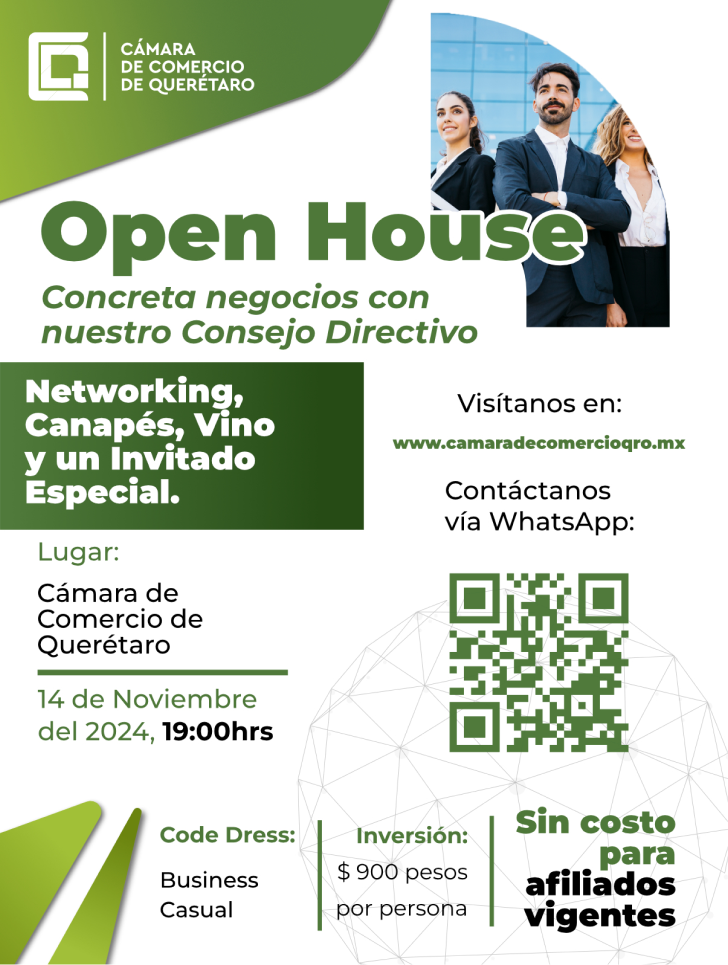 CÁMARA
DE COMERCIO
DE QUERÉTARO
Open House
Concreta negocios con
nuestro Consejo Directivo
Networking,
Canapés, Vino
y un Invitado
Especial.
Visítanos en:
www.camaradecomercioqro.mx
Contáctanos
vía WhatsApp:
Lugar:
Cámara de
Comercio de
Querétaro
14 de Noviembre
del 2024, 19:00hrs
Code Dress:
Business
Casual
Inversión:
$ 900 pesos
por persona
Sin costo
para
afiliados
vigentes